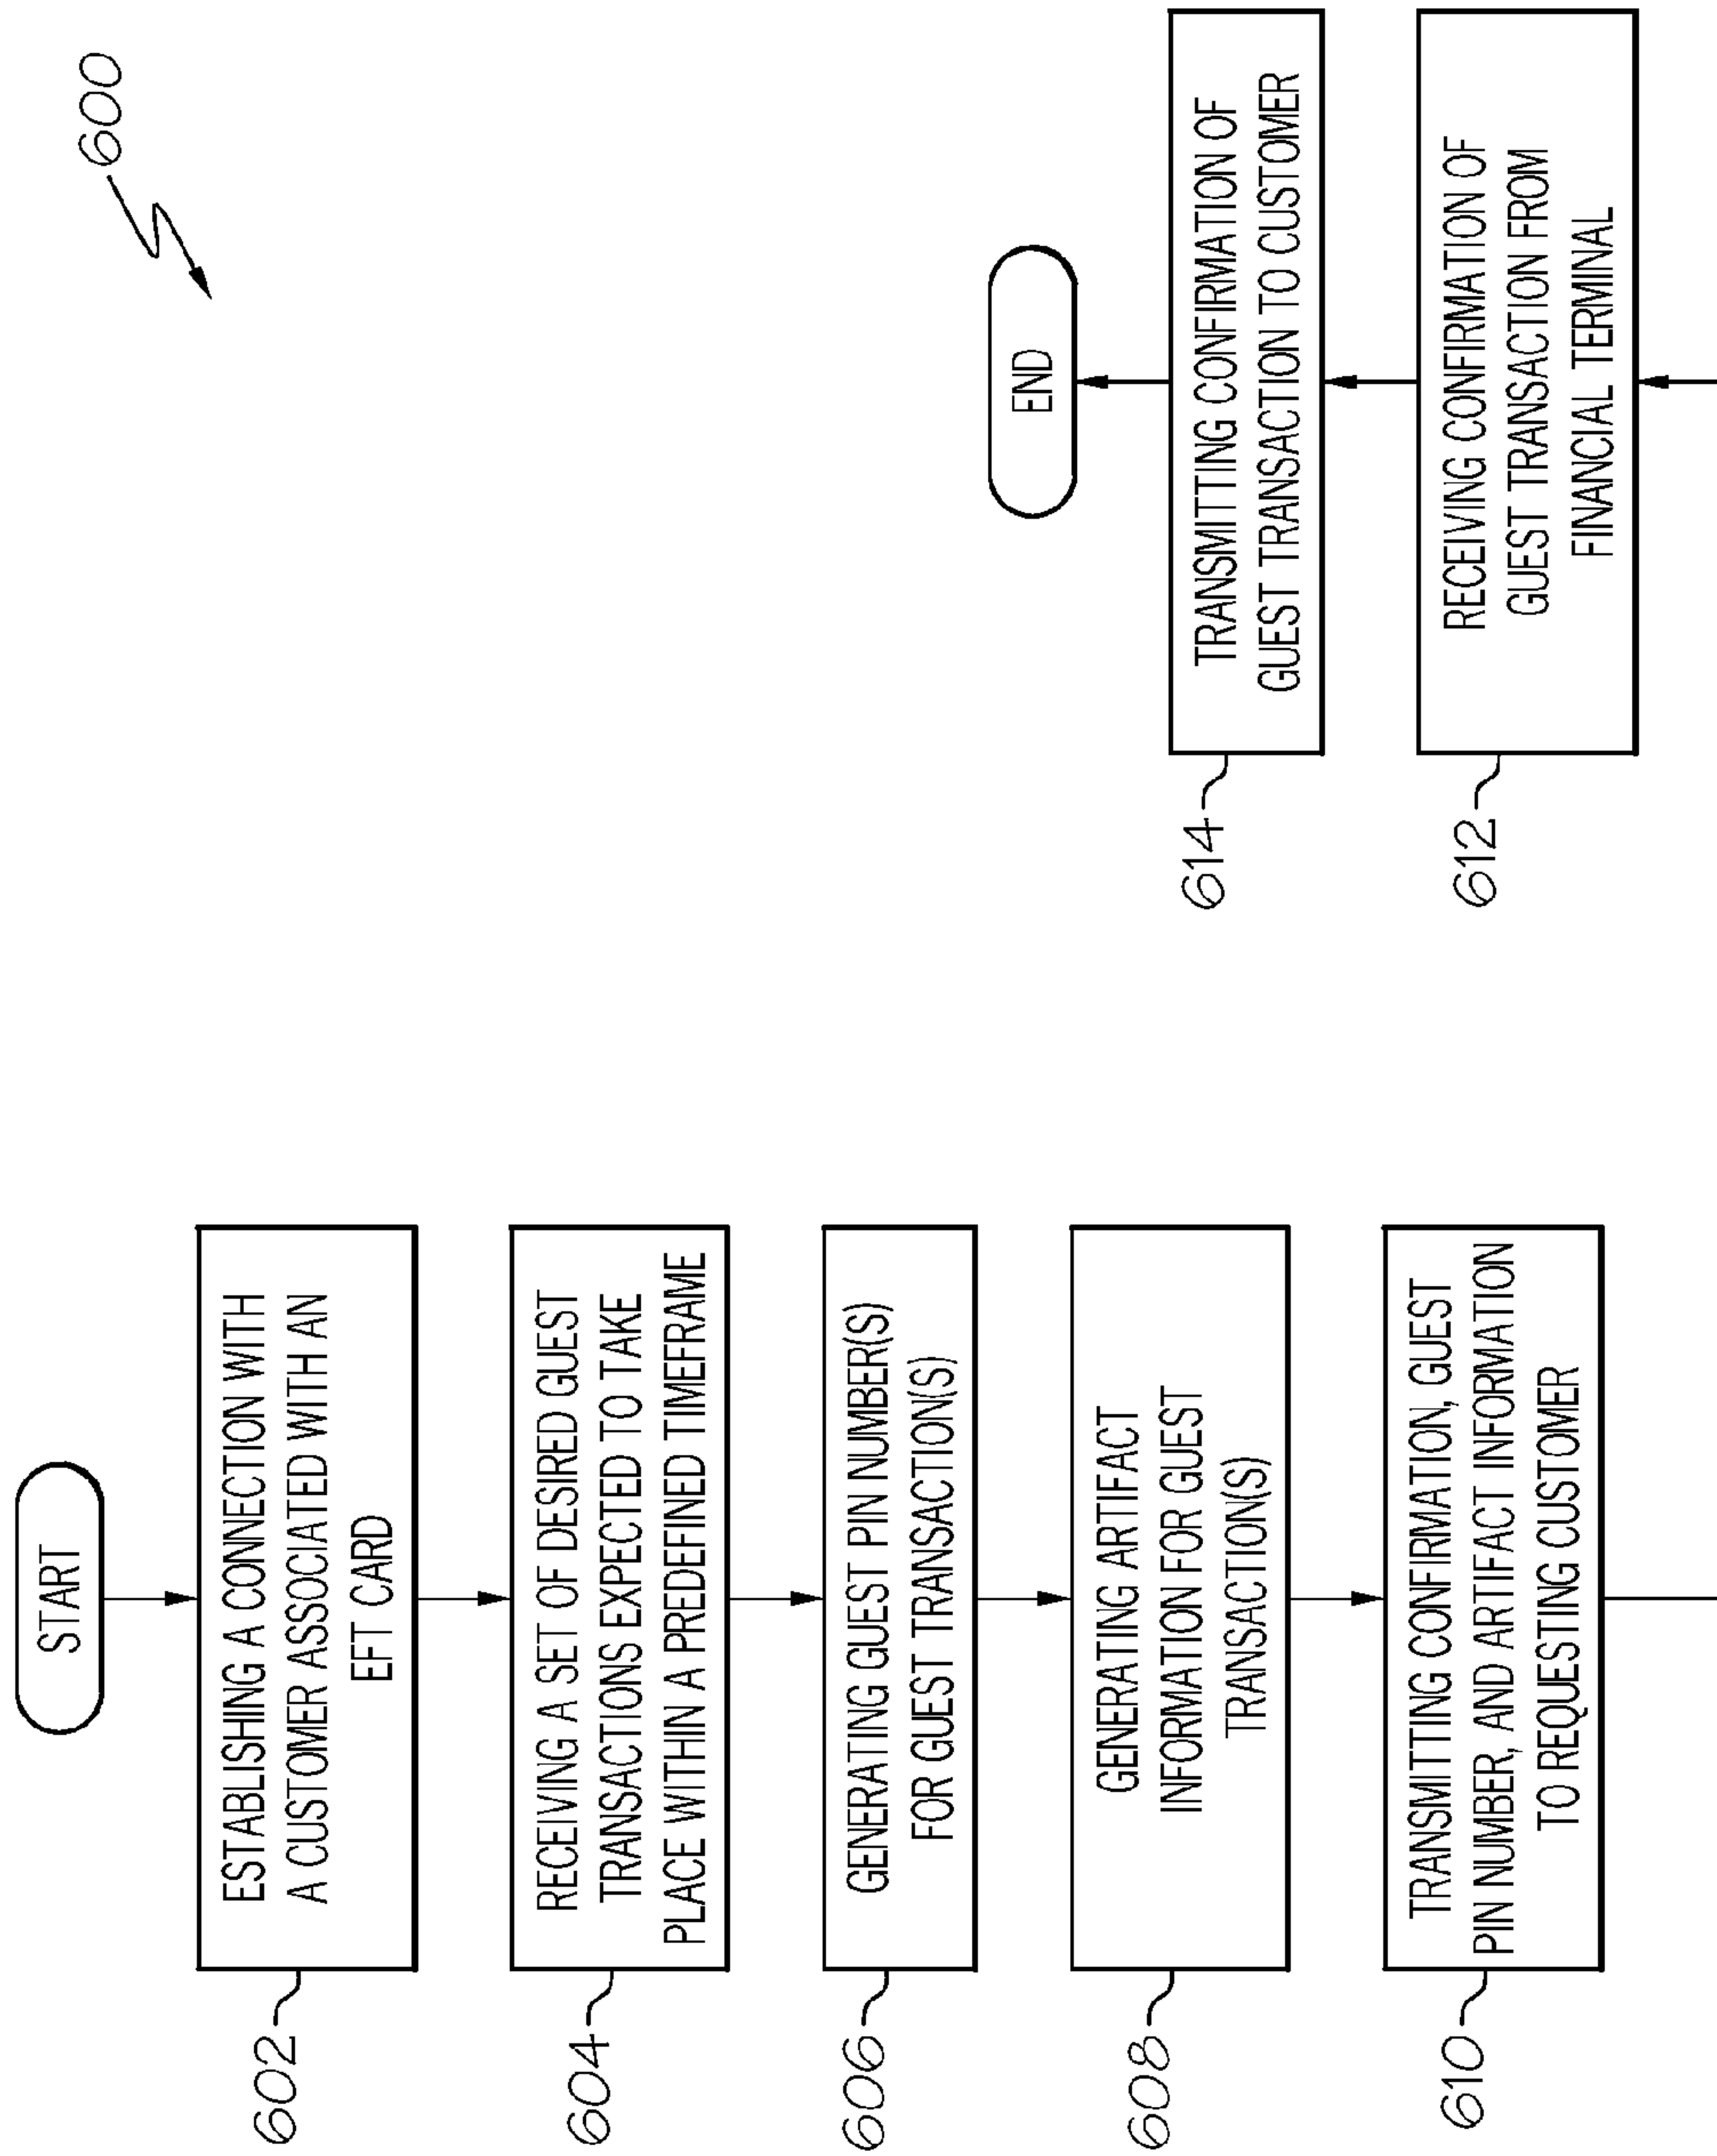 600
START
602
ESTABLISHING A CONNECTION WITH
A CUSTOMER ASSOCIATED WITH AN
EFT CARD
604
RECEIVING A SET OF DESIRED GUEST
TRANSACTIONS EXPECTED TO TAKE
PLACE WITHIN A PREDEFINED TIMEFRAME
606
GENERATING GUEST PIN NUMBER(S)
FOR GUEST TRANSACTION(S)
608
GENERATING ARTIFACT
INFORMATION FOR GUEST
TRANSACTION(S)
610
TRANSMITTING CONFIRMATION, GUEST
PIN NUMBER, AND ARTIFACT INFORMATION
TO REQUESTING CUSTOMER
612
RECEIVING CONFIRMATION OF
GUEST TRANSACTION FROM
FINANCIAL TERMINAL
614
TRANSMITTING CONFIRMATION OF
GUEST TRANSACTION TO CUSTOMER
END